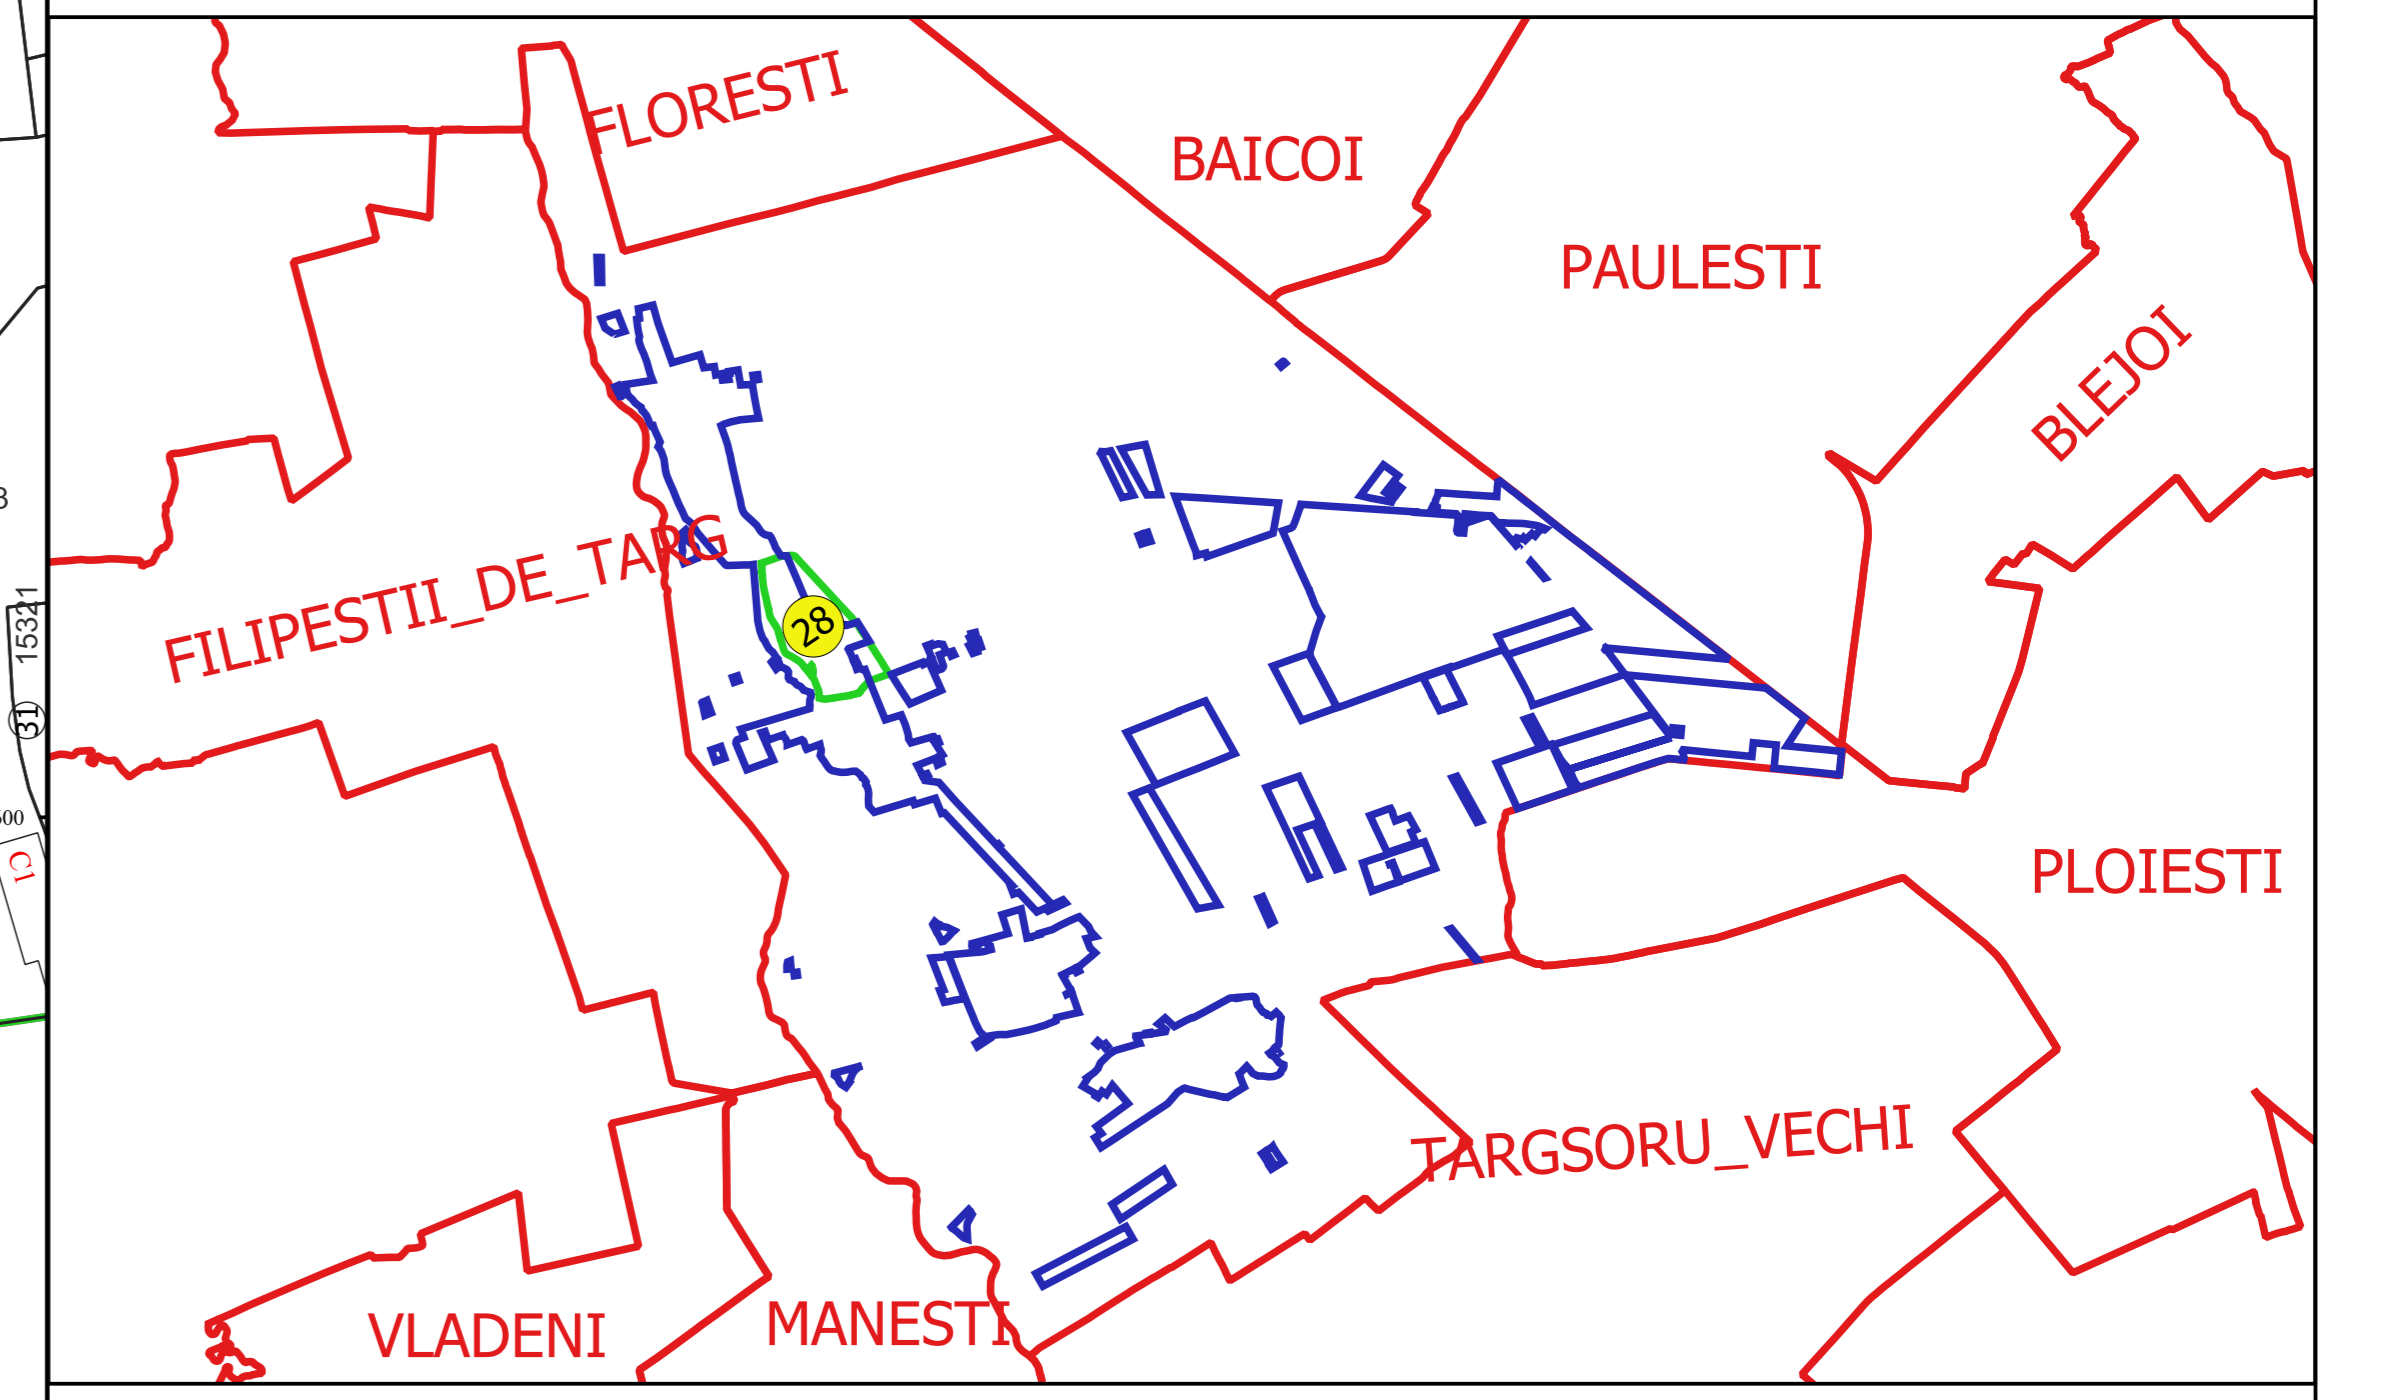 FLORESTI
BAICOI
PAULESTI
BLEJOI
FILIPESTII_DE_TARG
28
15321
31
C1
PLOIESTI
TARGSORU_VECHI
VLADENI
MANESTI